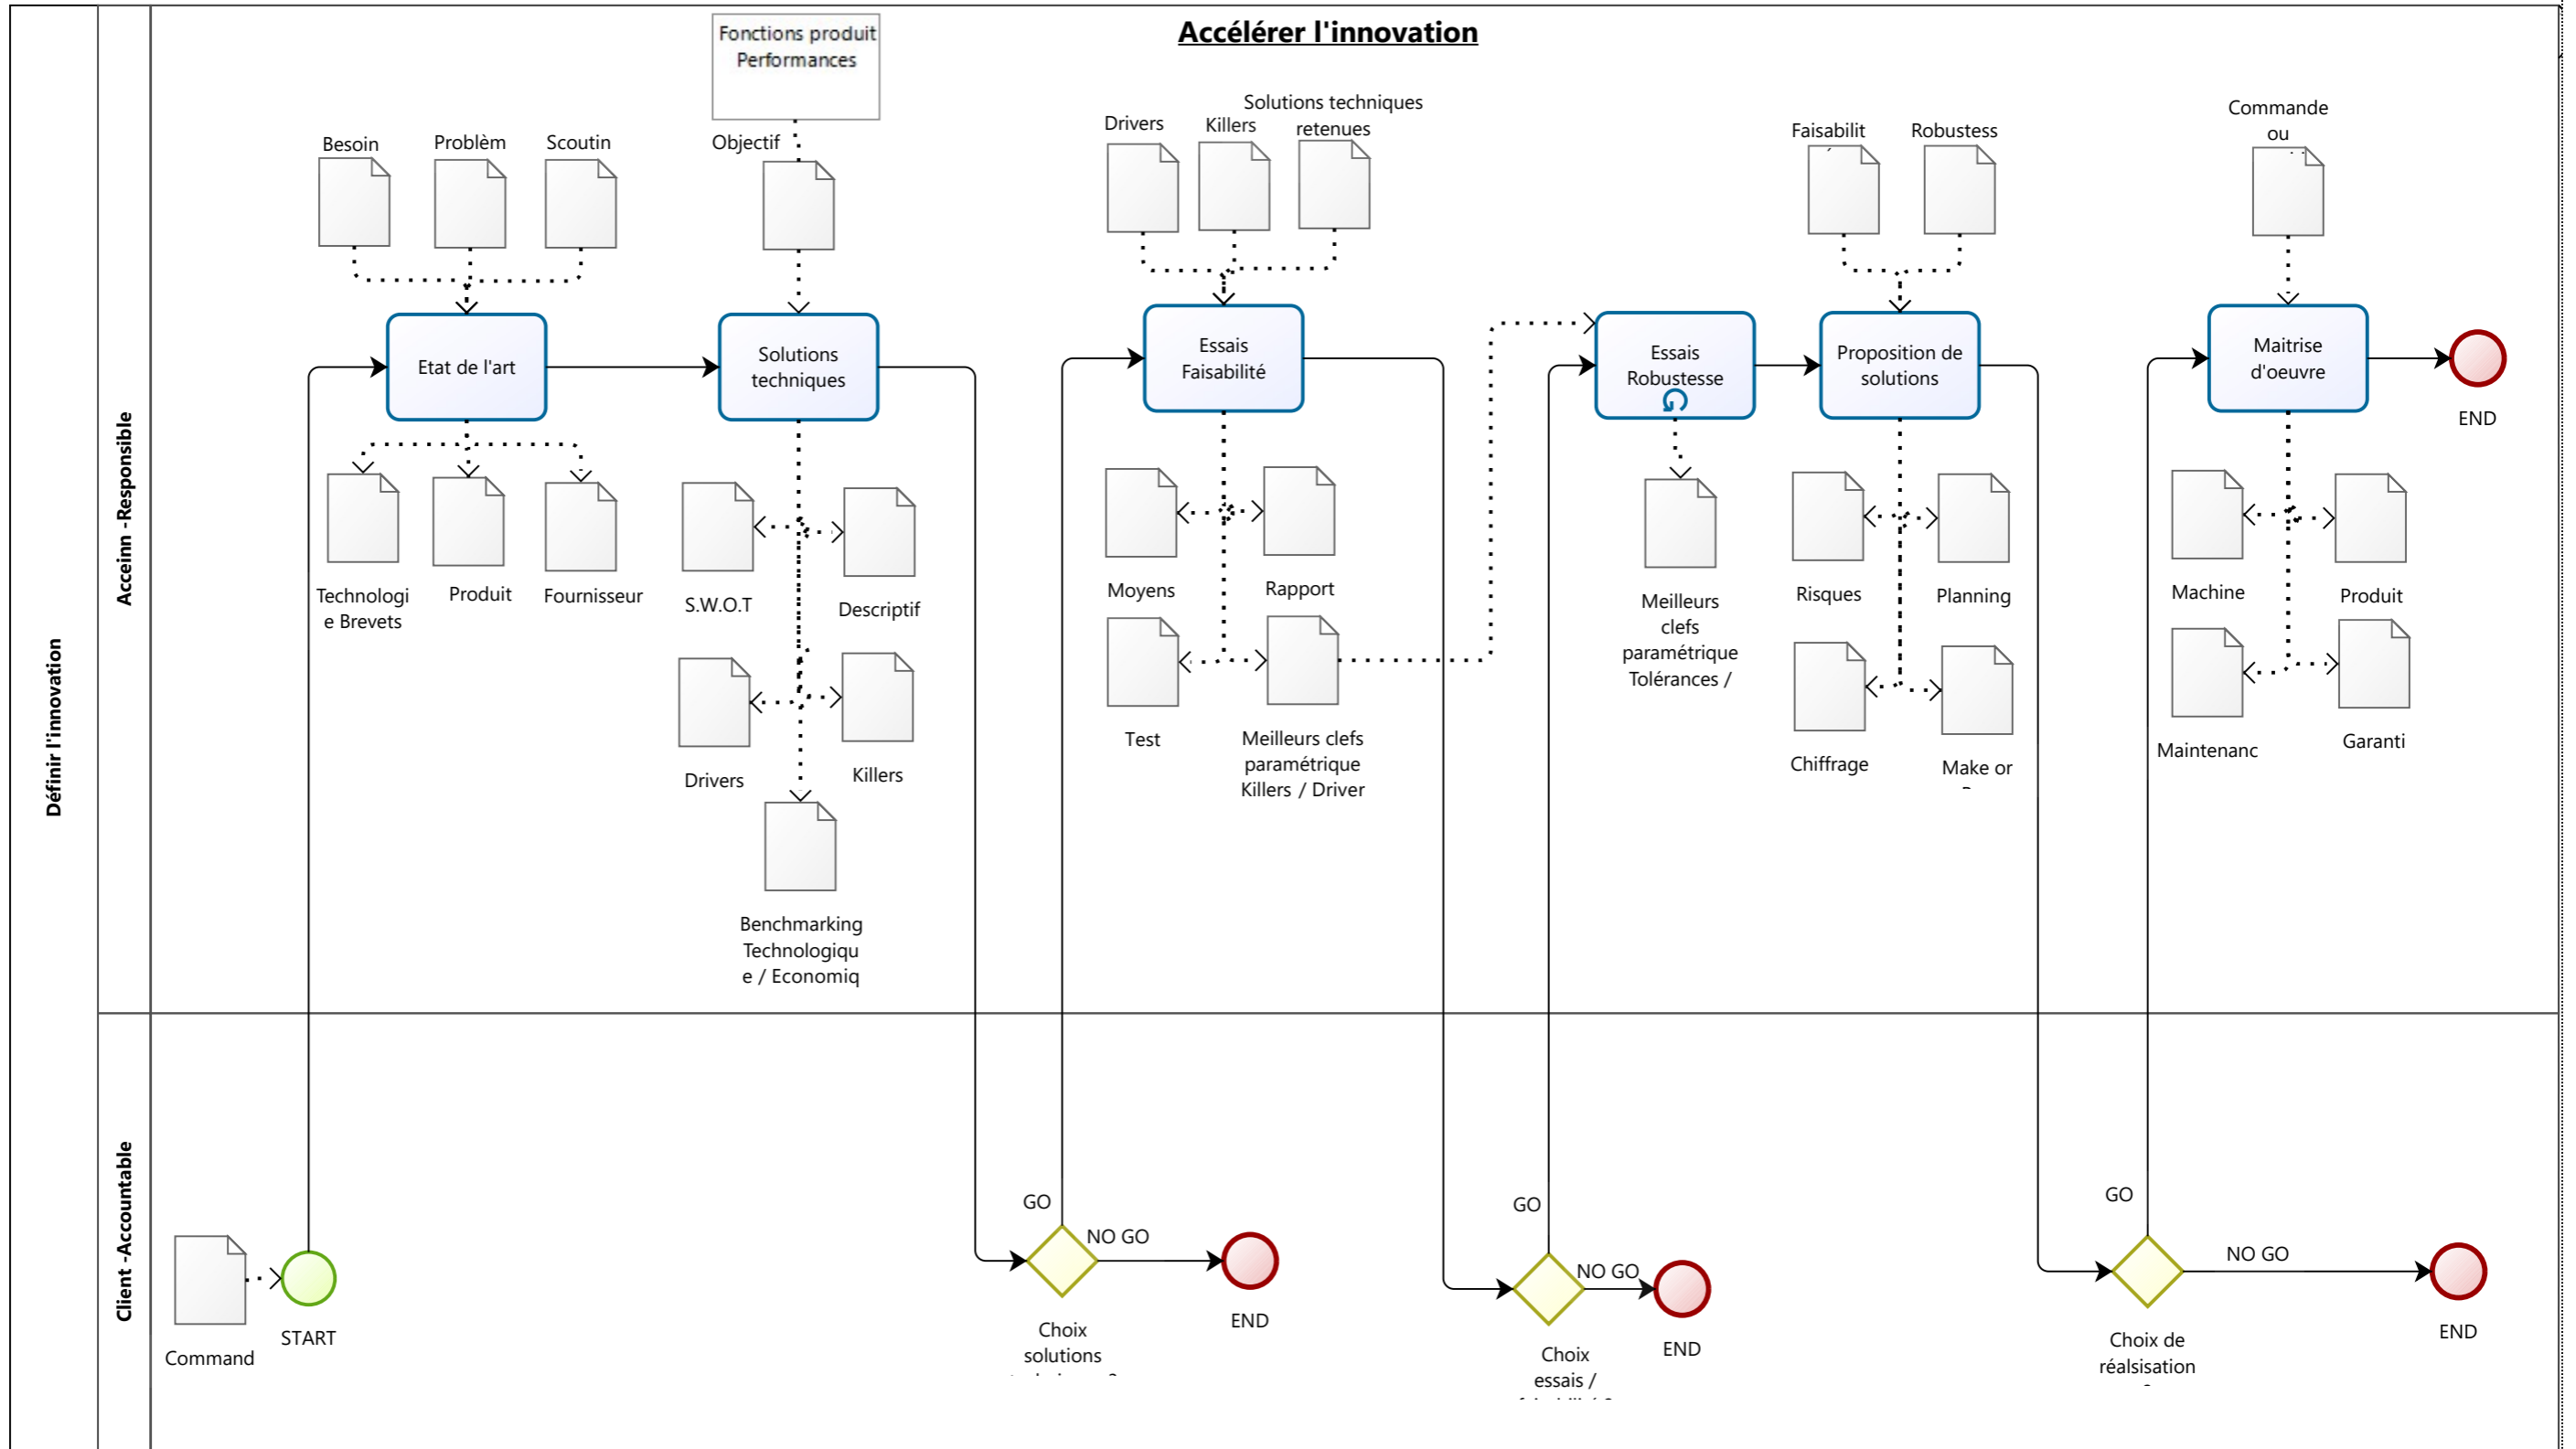 Accélérer l'innovation
Fonctions produit
Performances
Définir l'innovation
Acceinn -Responsible
Besoin
Problèm
Scoutin
Objectif
Drivers
Killers
Solutions techniques
retenues
Faisabilit
Robustess
Commande
ou
Etat de l'art
Solutions
techniques
Essais
Faisabilité
Essais
Robustesse
Proposition de
solutions
Maitrise
d'oeuvre
END
Technologi
e Brevets
Produit
Fournisseur
S.W.O.T
Descriptif
Drivers
Killers
Benchmarking
Technologiqu
e / Economiq
Moyens
Rapport
Test
Meilleurs clefs
paramétrique
Killers / Driver
Meilleurs
clefs
paramétrique
Tolérances /
Risques
Planning
Chiffrage
Make or
Machine
Produit
Maintenanc
Garanti
Client -Accountable
Command
START
GO
NO GO
END
Choix
solutions
GO
NO GO
END
Choix
essais /
GO
NO GO
END
Choix de
réalsisation